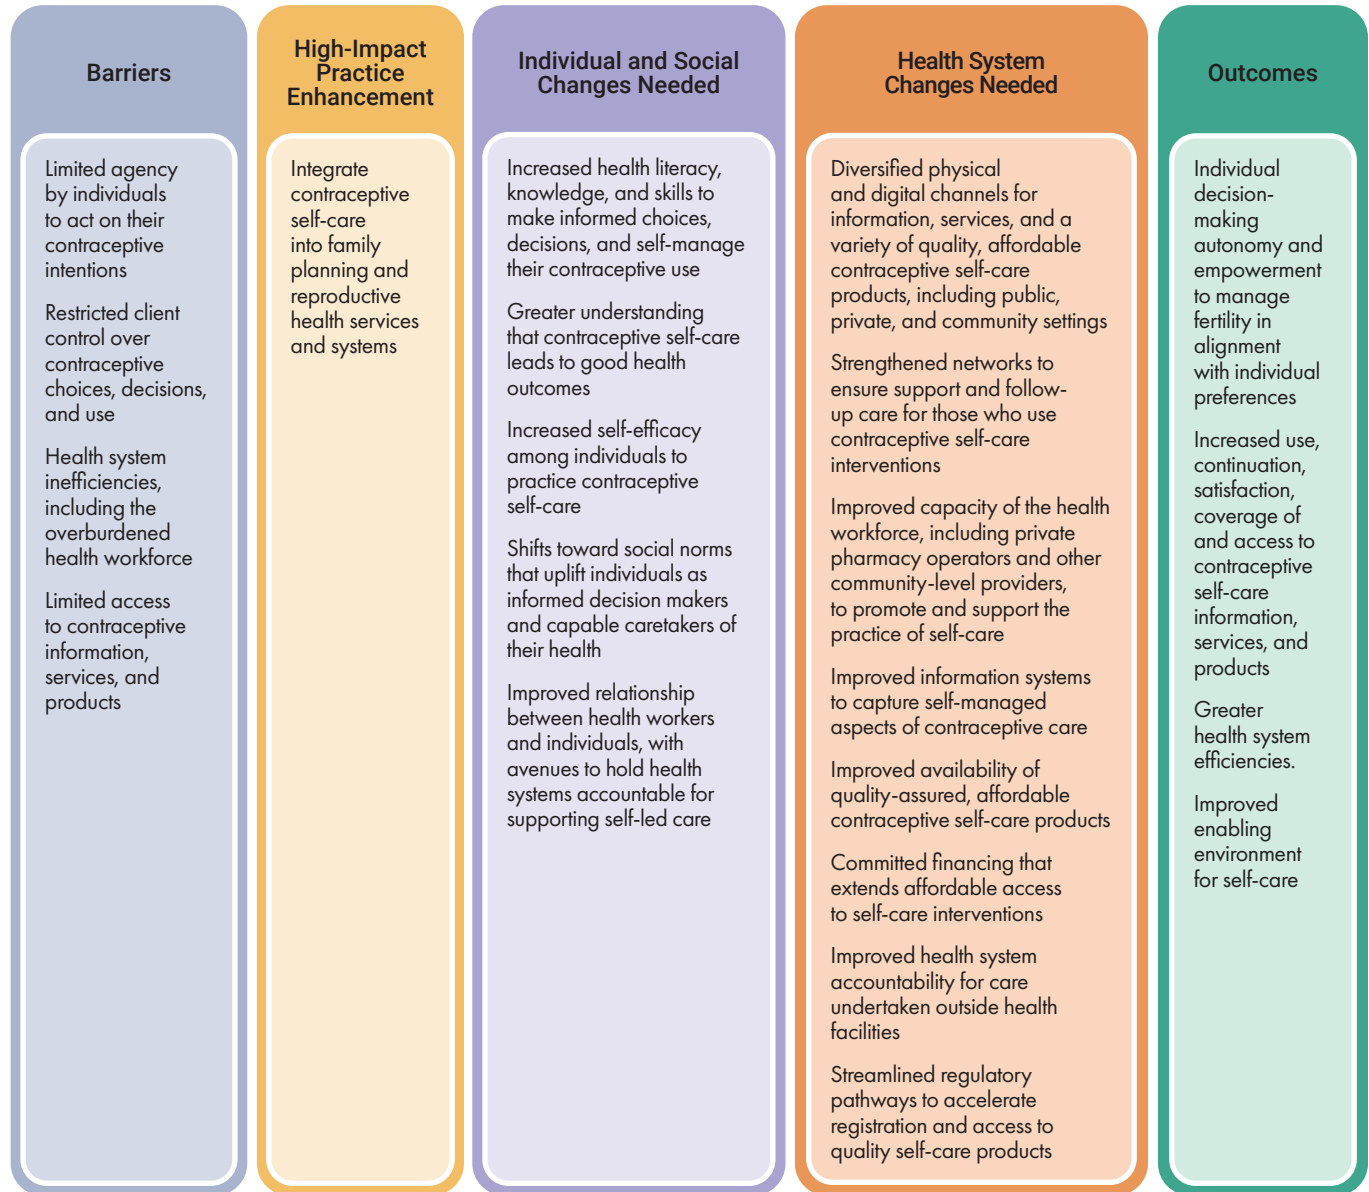 Barriers
Limited agency
by individuals
to act on their
contraceptive
intentions
Restricted client
control over
contraceptive
choices, decisions,
and use
Health system
inefficiencies,
including the
overburdened
health workforce
Limited access
to contraceptive
information,
services, and
products
High-Impact
Practice
Enhancement
Integrate
contraceptive
self-care
into family
planning and
reproductive
health services
and systems
Individual and Social
Changes Needed
Increased health literacy,
knowledge, and skills to
make informed choices,
decisions, and self-manage
their contraceptive use
Greater understanding
that contraceptive self-care
leads to good health
outcomes
Increased self-efficacy
among individuals to
practice contraceptive
self-care
Shifts toward social norms
that uplift individuals as
informed decision makers
and capable caretakers of
their health
Improved relationship
between health workers
and individuals, with
avenues to hold health
systems accountable for
supporting self-led care
Health System
Changes Needed
Diversified physical
and digital channels for
information, services, and a
variety of quality, affordable
contraceptive self-care
products, including public,
private, and community settings
Strengthened networks to
ensure support and follow-
up care for those who use
contraceptive self-care
interventions
Improved capacity of the health
workforce, including private
pharmacy operators and other
community-level providers,
to promote and support the
practice of self-care
Improved information systems
to capture self-managed
aspects of contraceptive care
Improved availability of
quality-assured, affordable
contraceptive self-care products
Committed financing that
extends affordable access
to self-care interventions
Improved health system
accountability for care
undertaken outside health
facilities
Streamlined regulatory
pathways to accelerate
registration and access to
quality self-care products
Outcomes
Individual
decision-
making
autonomy and
empowerment
to manage
fertility in
alignment
with individual
preferences
Increased use,
continuation,
satisfaction,
coverage of
and access to
contraceptive
self-care
information,
services, and
products
Greater
health system
efficiencies.
Improved
enabling
environment
for self-care